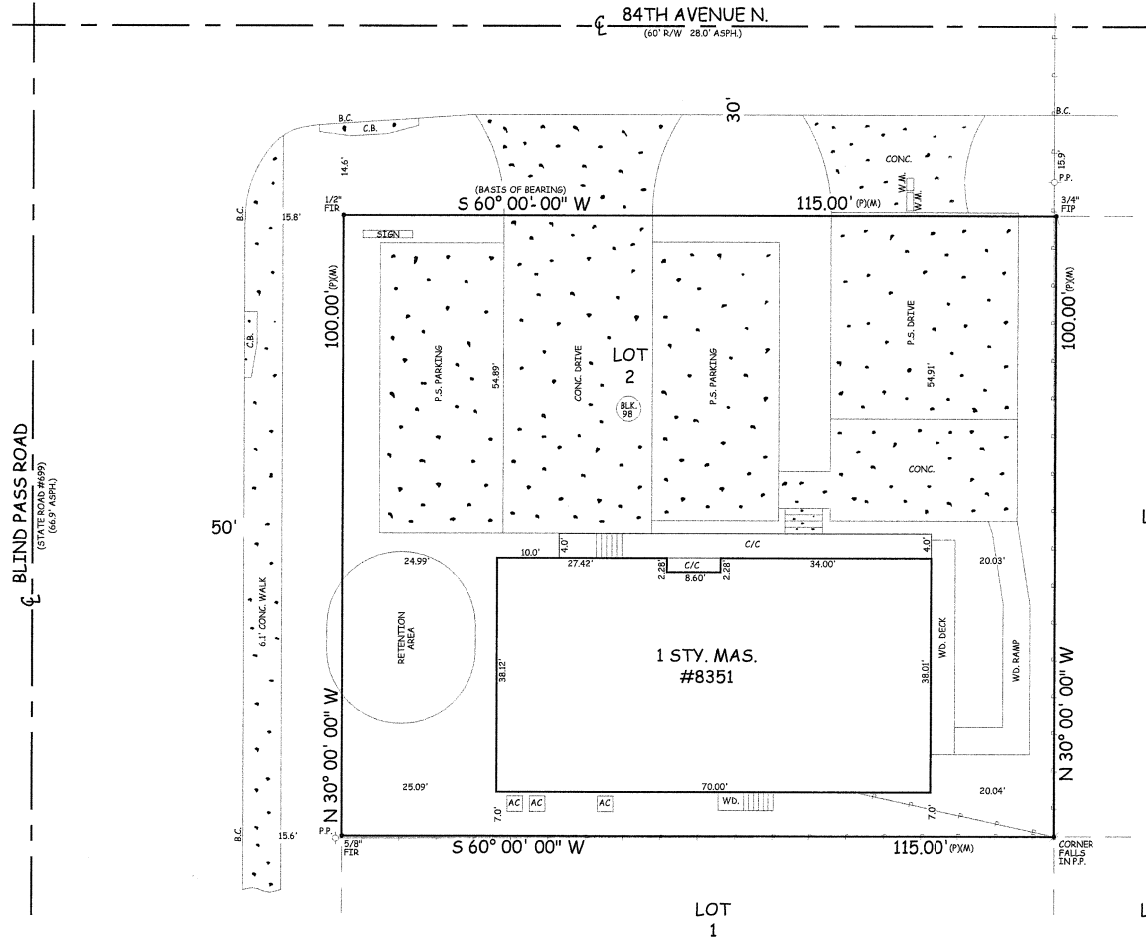 84TH AVENUE N.
(60' R/W 28.0' ASPH.)
B.C.
C.B.
30'
B.C.
14.6'
CONC.
15.9'
W.M.
W.M.
P.P.
(BASIS OF BEARING)
1/2"
FIR
S 60° 00'-00" W
115.00' (P)(M)
3/4"
FIP
B.C.
15.8'
SIGN
100.00' (P)(M)
100.00' (P)(M)
C.B.
P.S. PARKING
54.89'
CONC. DRIVE
LOT
2
BLK.
98
P.S. PARKING
P.S. DRIVE
54.91'
CONC.
BLIND PASS ROAD
(STATE ROAD #699)
(66.9' ASPH.)
50'
L
10.0'
4.0'
C/C
4.0'
24.99'
27.42'
2.28'
C/C
8.60'
2.28'
34.00'
20.03'
6.1' CONC. WALK
RETENTION
AREA
38.12'
1 STY. MAS.
#8351
38.01'
WD. DECK
WD. RAMP
N 30° 00' 00" W
N 30° 00' 00" W
25.09'
70.00'
20.04'
AC
AC
AC
WD.
7.0'
7.0'
B.C.
15.6'
P.P.
5/8"
FIR
S 60° 00' 00" W
115.00' (P)(M)
CORNER
FALLS
IN P.P.
LOT
1
L